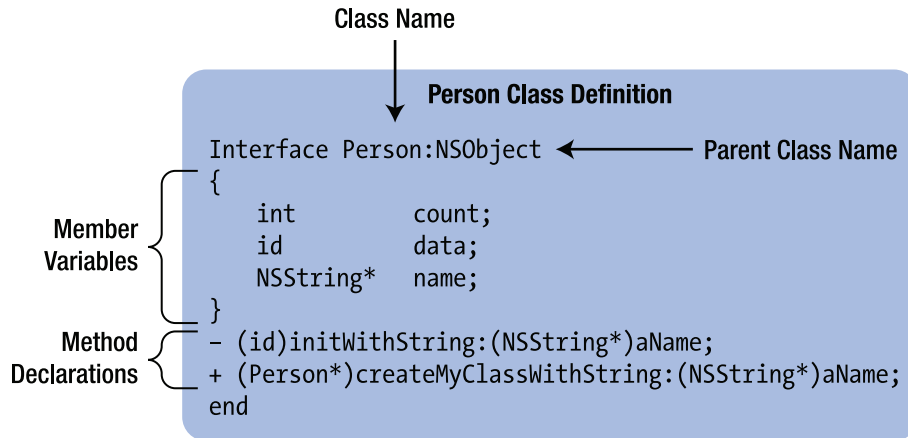 Class Name
Person Class Definition
Interface Person:NSObject
Parent Class Name
{
Member
Variables
int count;
id data;
NSString* name;
}
Method
Declarations
– (id)initWithString:(NSString*)aName;
+ (Person*)createMyClassWithString:(NSString*)aName;
end